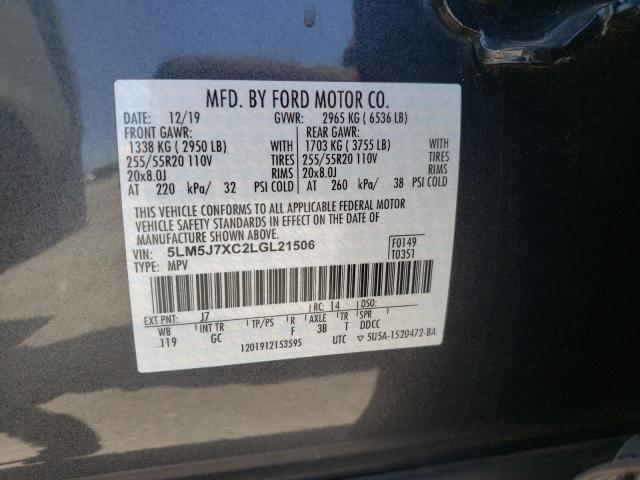 MFD. BY FORD MOTOR CO.
DATE: 12/19 GVWR: 2965 KG ( 6536 LB)
FRONT GAWR: REAR GAWR:
1338 KG ( 2950 LB) WITH 1703 KG ( 3755 LB) WITH
255/55R20 110V TIRES 255/55R20 110V TIRES
20x8.0J RIMS 20x8.0J RIMS
AT 220 kPa/ 32 PSI COLD AT 260 kPa/ 38 PSI COLD
THIS VEHICLE CONFORMS TO ALL APPLICABLE FEDERAL MOTOR
VEHICLE SAFETY STANDARDS IN EFFECT ON THE DATE OF
MANUFACTURE SHOWN ABOVE.
VIN: 5LM5J7XC2LGL21506 F0149
TYPE: MPV T0351
EXT PNT: J7 RC: 14 DSO:
WB INT TR TP/PS R AXLE TR SPR
119 GC F 3B T DDCC
1201912153595 UTC ▽ 5U5A-1520472-BA